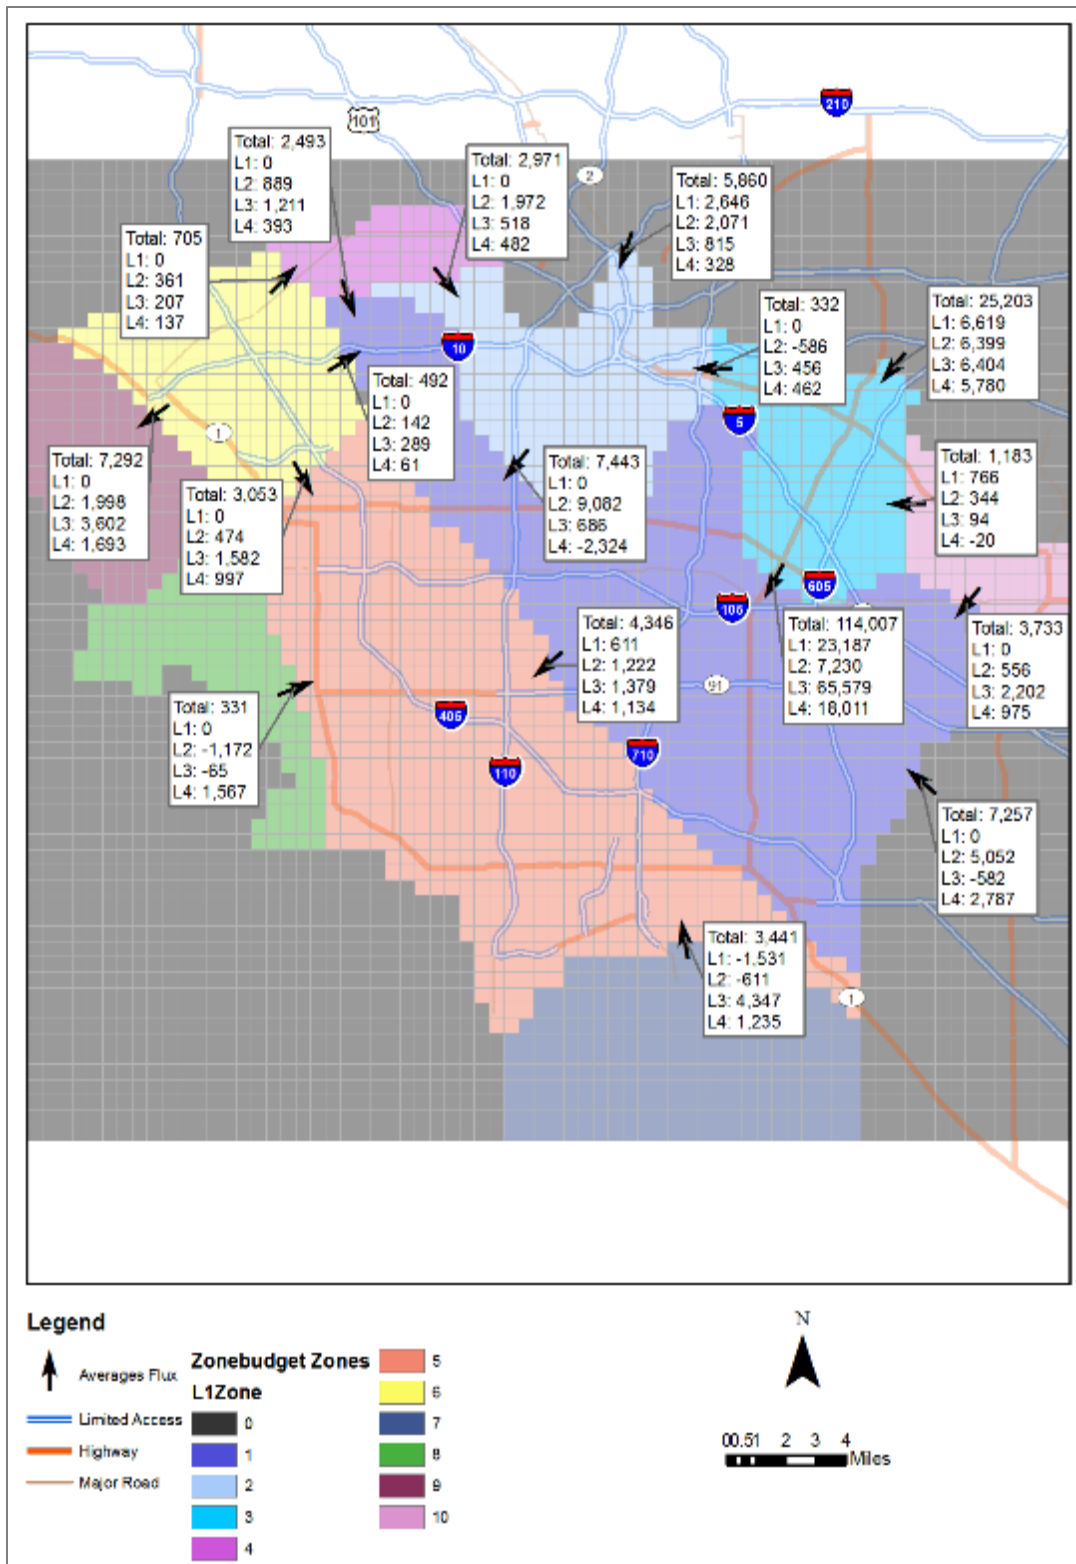 210
101
2
Total: 2,493
L1: 0
L2: 889
L3: 1,211
L4: 393
Total: 2,971
L1: 0
L2: 1,972
L3: 518
L4: 482
Total: 5,860
L1: 2,646
L2: 2,071
L3: 815
L4: 328
Total: 705
L1: 0
L2: 361
L3: 207
L4: 137
Total: 332
L1: 0
L2: -586
L3: 456
L4: 462
Total: 25,203
L1: 6,619
L2: 6,399
L3: 6,404
L4: 5,780
10
Total: 492
L1: 0
L2: 142
L3: 289
L4: 61
5
1
Total: 7,292
L1: 0
L2: 1,998
L3: 3,602
L4: 1,693
Total: 3,053
L1: 0
L2: 474
L3: 1,582
L4: 997
Total: 7,443
L1: 0
L2: 9,082
L3: 686
L4: -2,324
Total: 1,183
L1: 766
L2: 344
L3: 94
L4: -20
605
105
Total: 4,346
L1: 611
L2: 1,222
L3: 1,379
L4: 1,134
Total: 114,007
L1: 23,187
L2: 7,230
L3: 65,579
L4: 18,011
Total: 3,733
L1: 0
L2: 556
L3: 2,202
L4: 975
91
Total: 331
L1: 0
L2: -1,172
L3: -65
L4: 1,567
405
710
110
Total: 7,257
L1: 0
L2: 5,052
L3: -582
L4: 2,787
Total: 3,441
L1: -1,531
L2: -611
L3: 4,347
L4: 1,235
1
Legend
Averages Flux
Limited Access
Highway
Major Road
Zonebudget Zones
L1Zone
0
1
2
3
4
5
6
7
8
9
10
N
00.51 2 3 4
Miles